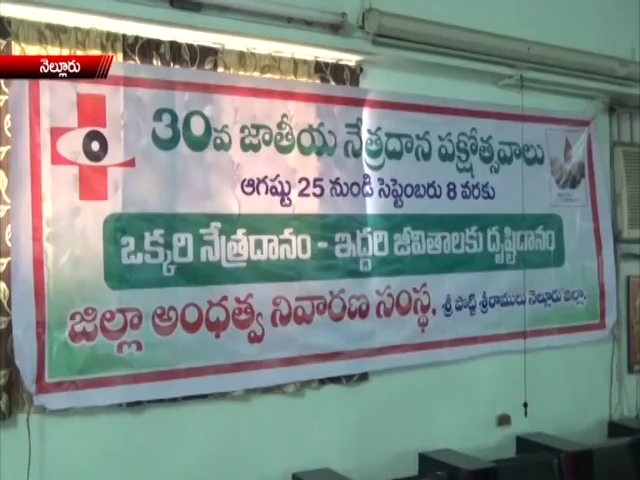 నెల్లూరు
30వ జాతీయ నేత్రదాన పక్షోత్సవాలు
ఆగష్టు 25 నుండి సెప్టెంబరు 8 వరకు
ఒక్కరి నేత్రదానం - ఇద్దరి జీవితాలకు దృష్టిదానం
జిల్లా అంధత్వ నివారణ సంస్థ, శ్రీ పొట్టి శ్రీరాములు నెల్లూరు జిల్లా.